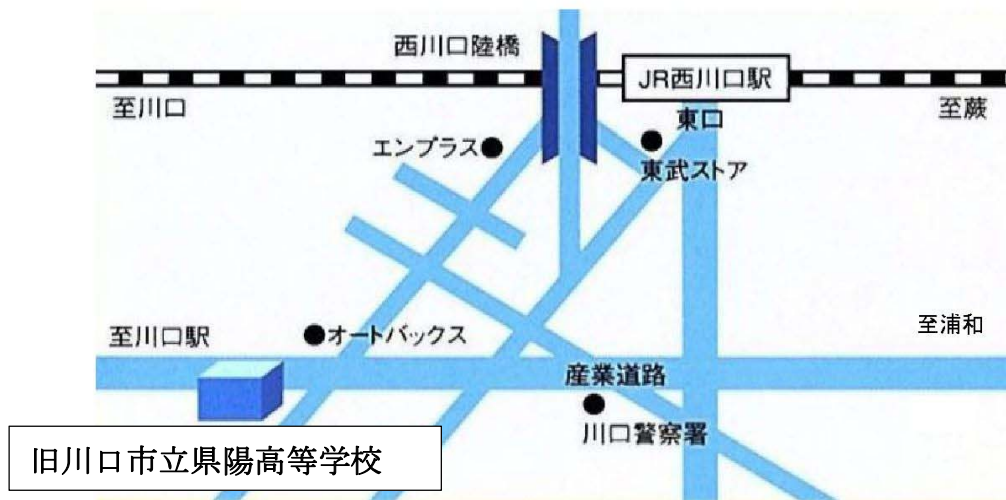 西川口陸橋
JR西川口駅
至川口
至蕨
東口
エンプラス
東武ストア
至浦和
至川口駅
オートバックス
産業道路
川口警察署
旧川口市立県陽高等学校